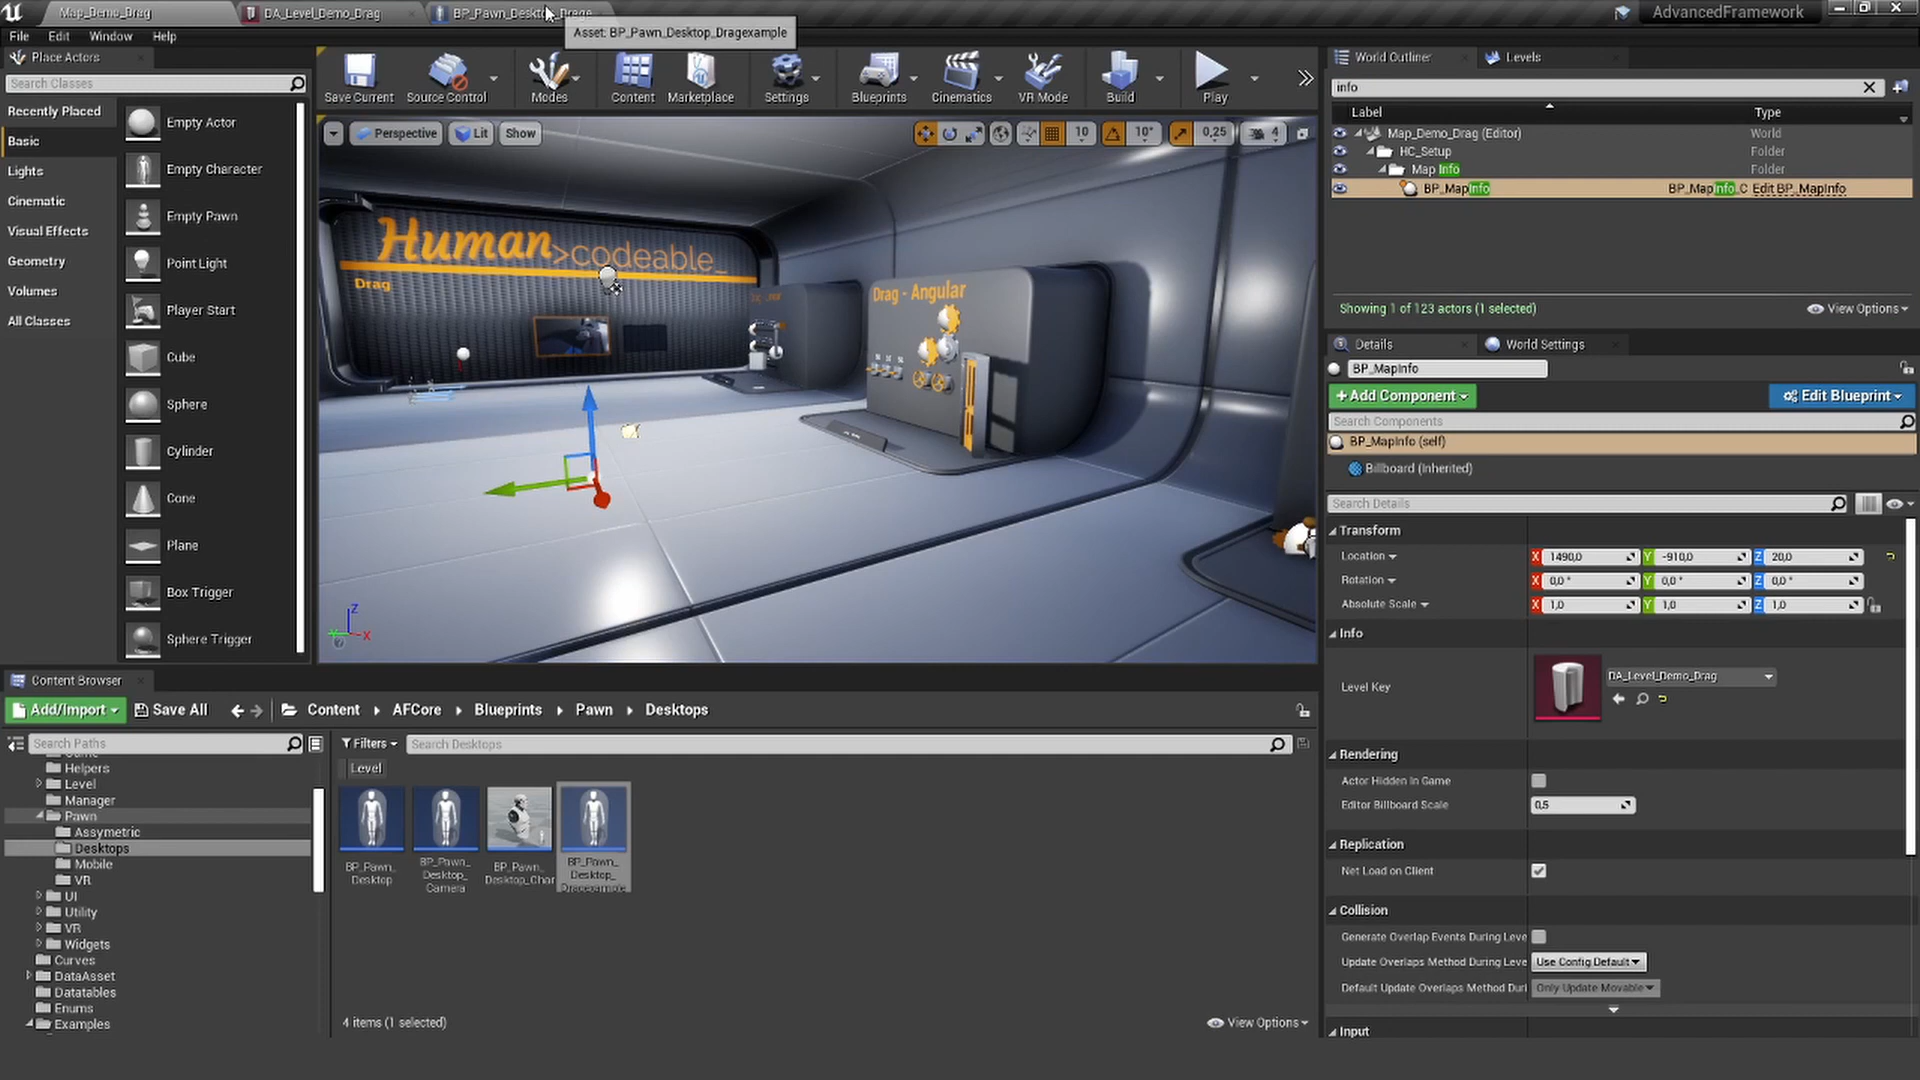 Map_Demo_Drag
DA_Level_Demo_Drag
BP_Pawn_Desktop_Drage
AdvancedFramework
Asset: BP_Pawn_Desktop_Dragexample
File Edit Window Help
Place Actors
Search Classes
Recently Placed
Basic
Lights
Cinematic
Visual Effects
Geometry
Volumes
All Classes
Empty Actor
Empty Character
Empty Pawn
Point Light
Player Start
Cube
Sphere
Cylinder
Cone
Plane
Box Trigger
Sphere Trigger
Save Current
Source Control
Modes
Content
Marketplace
Settings
Blueprints
Cinematics
VR Mode
Build
Play
Perspective
Lit
Show
10
10°
0,25
4
Human>codeable_
Drag
Drag - Angular
Z
X
World Outliner
Levels
info
Label
Type
Map_Demo_Drag (Editor) World
HC_Setup Folder
Map Info Folder
BP_MapInfo BP_MapInfo_C Edit BP_MapInfo
Showing 1 of 123 actors (1 selected)
View Options
Details
World Settings
BP_MapInfo
+Add Component
Edit Blueprint
Search Components
BP_MapInfo (self)
Billboard (Inherited)
Search Details
Transform
Location X 1490,0 Y -910,0 Z 20,0
Rotation X 0,0 ° Y 0,0 ° Z 0,0 °
Absolute Scale X 1,0 Y 1,0 Z 1,0
Info
Level Key
DA_Level_Demo_Drag
Rendering
Actor Hidden In Game
Editor Billboard Scale 0,5
Replication
Net Load on Client
Collision
Generate Overlap Events During Leve
Update Overlaps Method During Leve Use Config Default
Default Update Overlaps Method Duri Only Update Movable
Input
Content Browser
Add/Import
Save All
Content AFCore Blueprints Pawn Desktops
Search Paths
Helpers
Level
Manager
Pawn
Assymetric
Desktops
Mobile
VR
UI
Utility
VR
Widgets
Curves
DataAsset
Datatables
Enums
Examples
Filters
Search Desktops
Level
BP_Pawn_
Desktop
BP_Pawn_
Desktop_
Camera
BP_Pawn_
Desktop_Char
BP_Pawn_
Desktop_
Dragexample
4 items (1 selected)
View Options